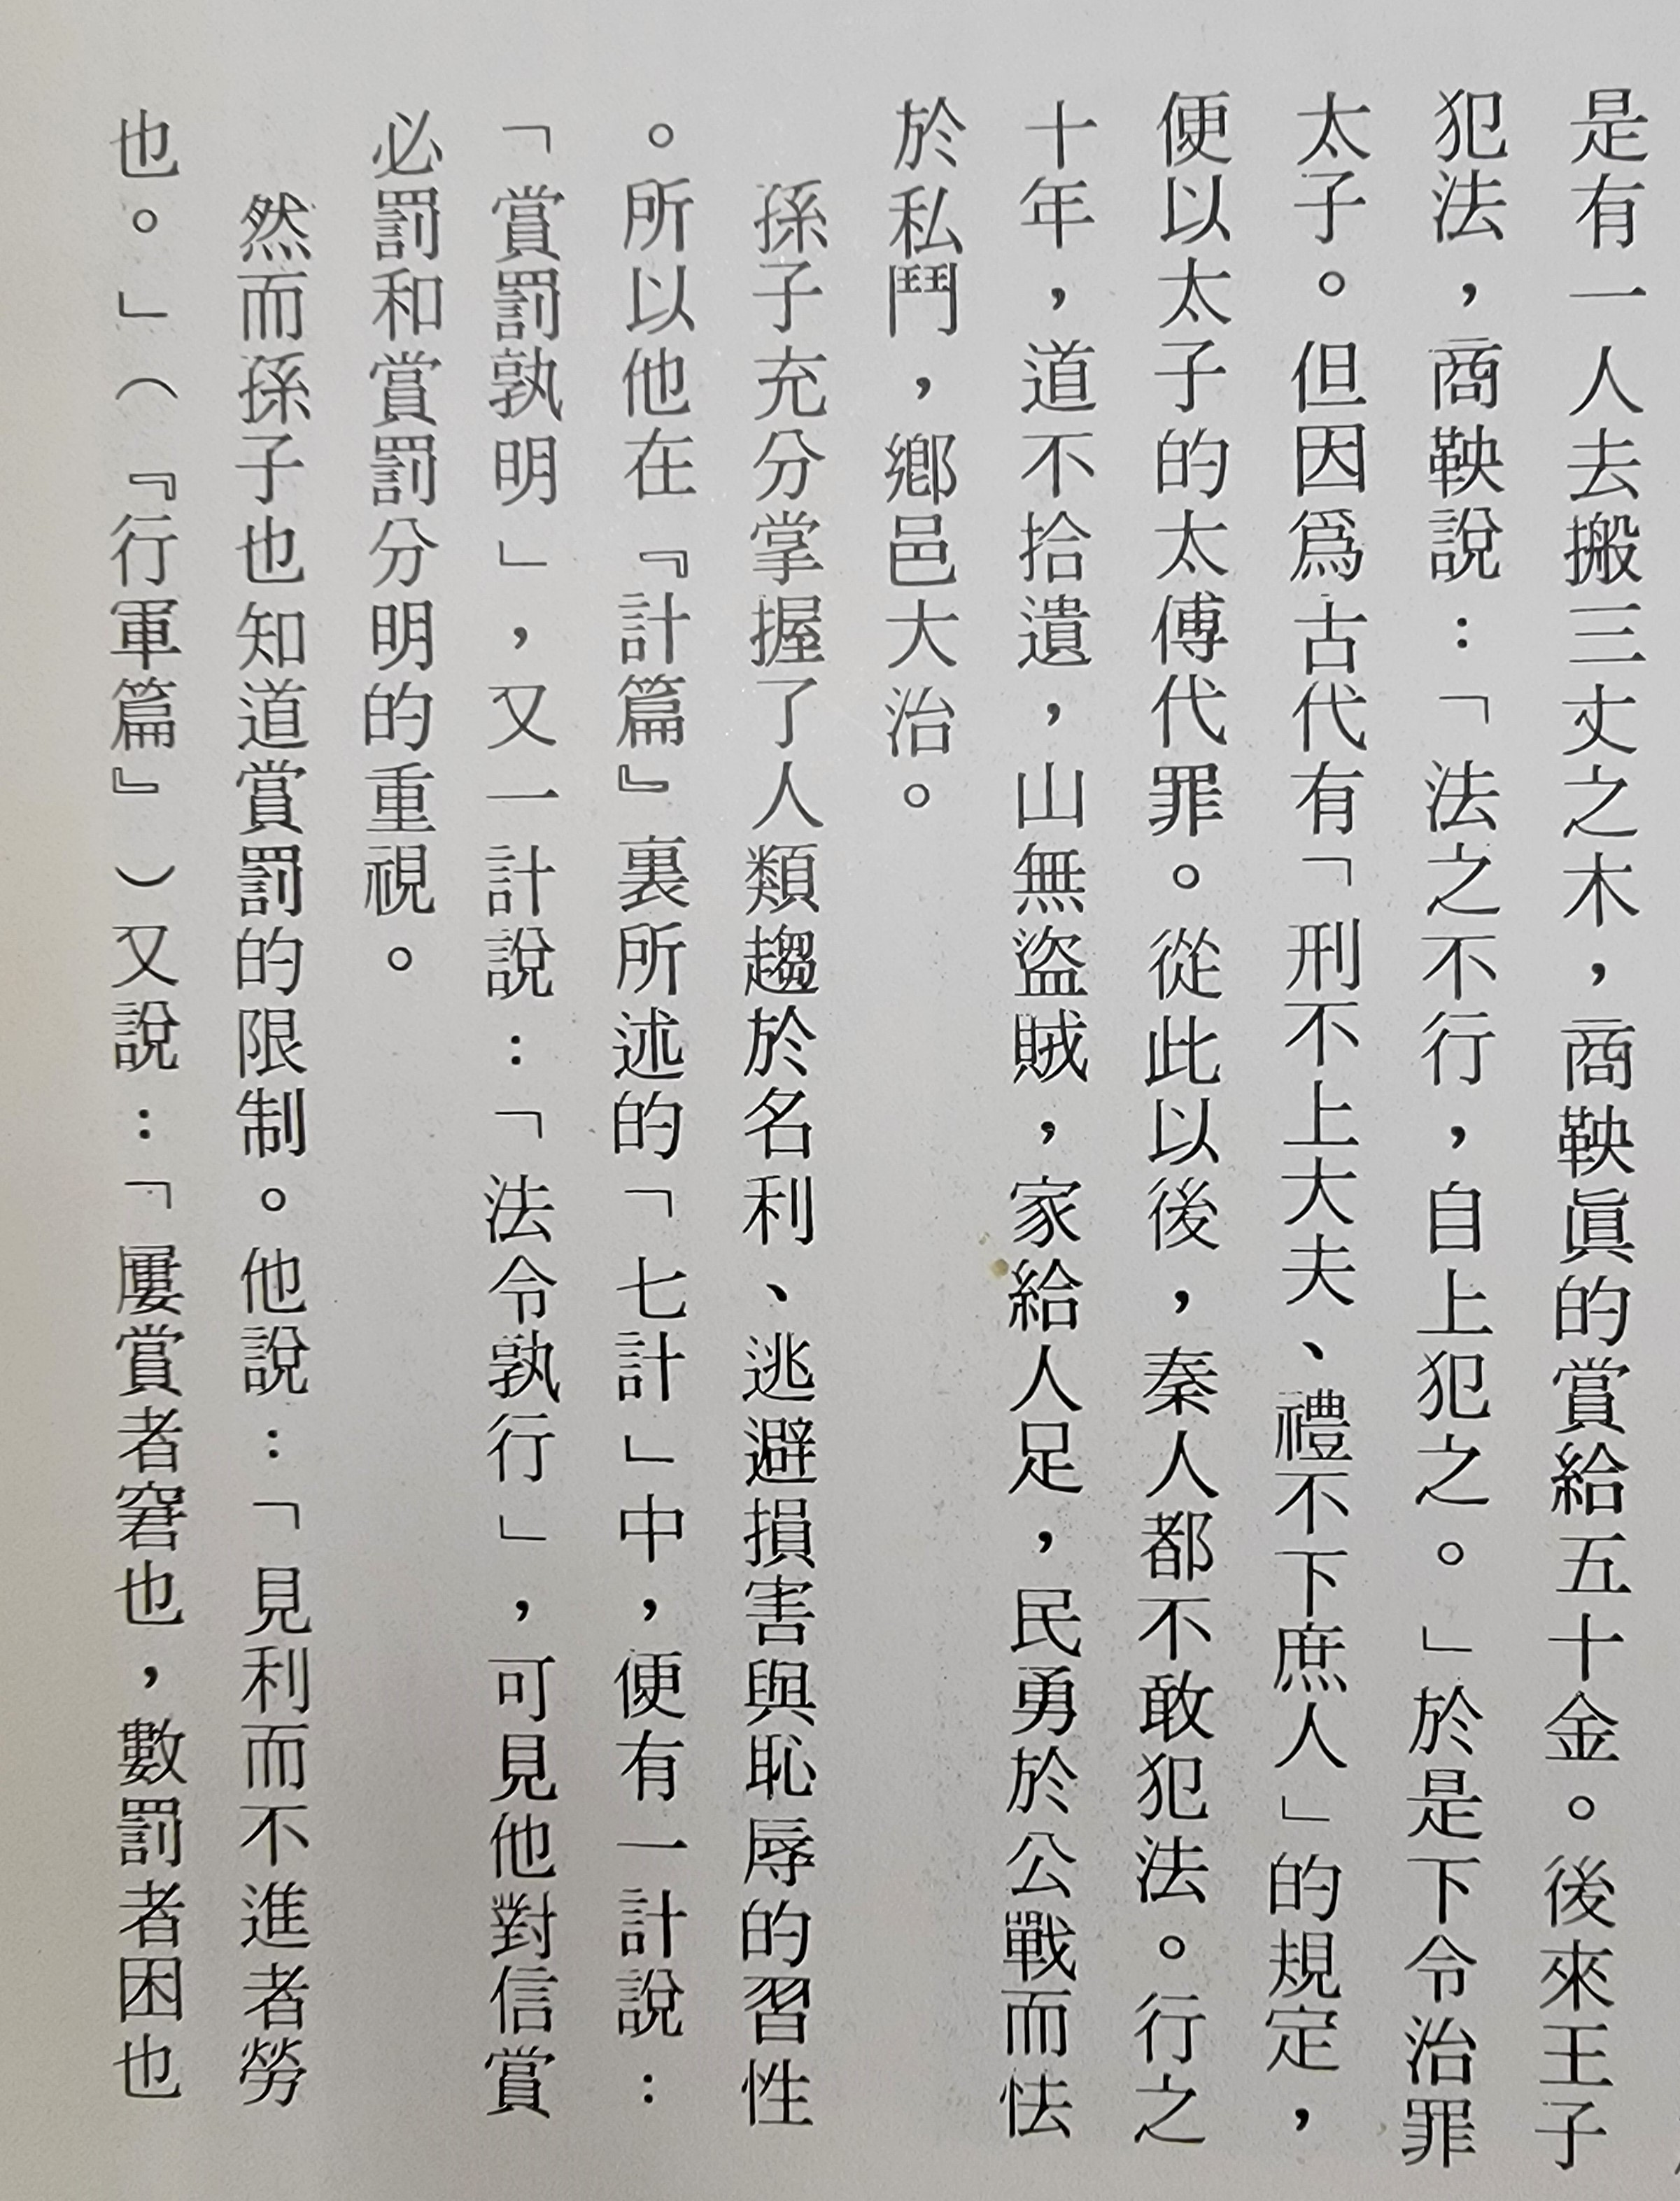 是有一人去搬三丈之木，商鞅眞的賞給五十金。後來王子
犯法，商鞅說：「法之不行，自上犯之。」於是下令治罪
太子。但因爲古代有「刑不上大夫、禮不下庶人」的規定，
便以太子的太傅代罪。從此以後，秦人都不敢犯法。行之
十年，道不拾遺，山無盜賊，家給人足，民勇於公戰而怯
於私鬥，鄉邑大治。
孫子充分掌握了人類趨於名利、逃避損害與恥辱的習性
。所以他在『計篇』裏所述的「七計」中，便有一計說：
「賞罰孰明」，又一計說：「法令孰行」，可見他對信賞
必罰和賞罰分明的重視。
然而孫子也知道賞罰的限制。他說：「見利而不進者勞
也。」（『行軍篇』）又說：「屢賞者窘也，數罰者困也